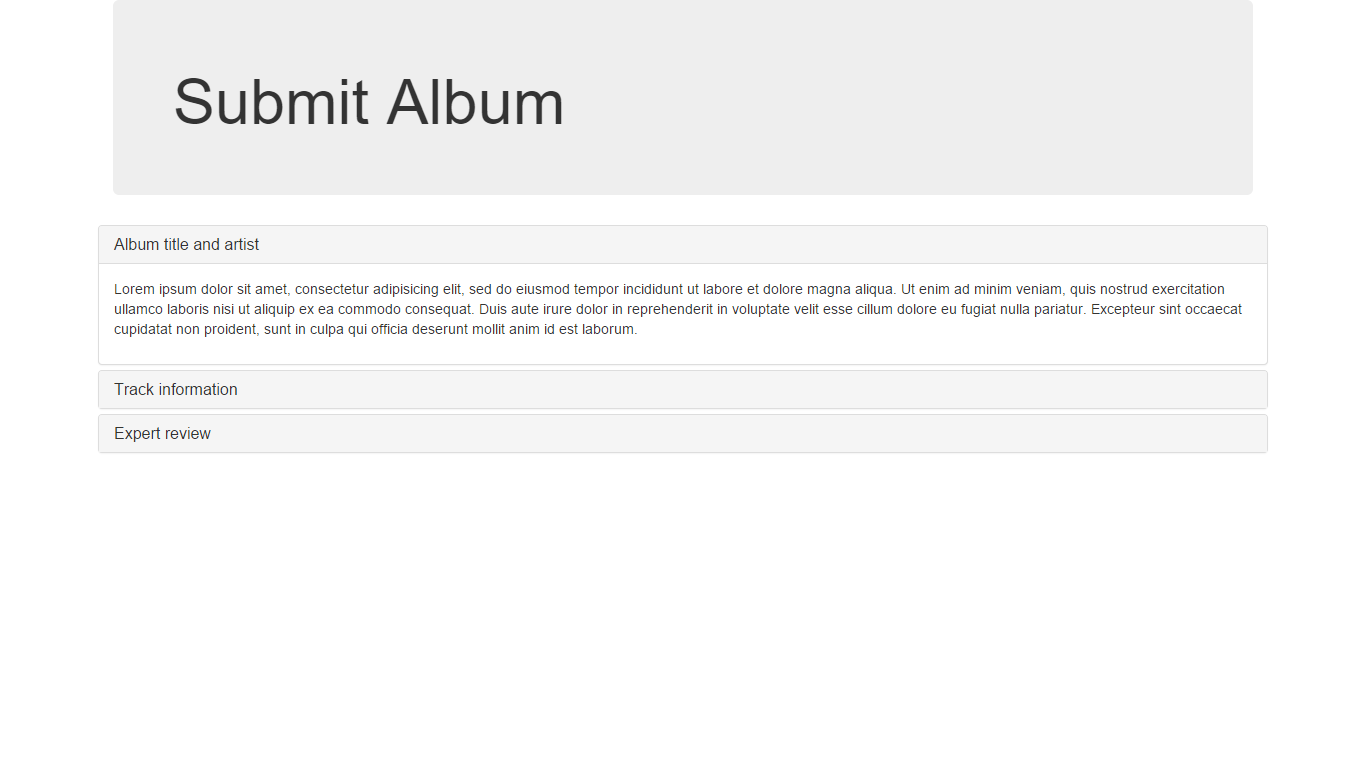 Submit Album
Album title and artist
Lorem ipsum dolor sit amet, consectetur adipisicing elit, sed do eiusmod tempor incididunt ut labore et dolore magna aliqua. Ut enim ad minim veniam, quis nostrud exercitation
ullamco laboris nisi ut aliquip ex ea commodo consequat. Duis aute irure dolor in reprehenderit in voluptate velit esse cillum dolore eu fugiat nulla pariatur. Excepteur sint occaecat
cupidatat non proident, sunt in culpa qui officia deserunt mollit anim id est laborum.
Track information
Expert review